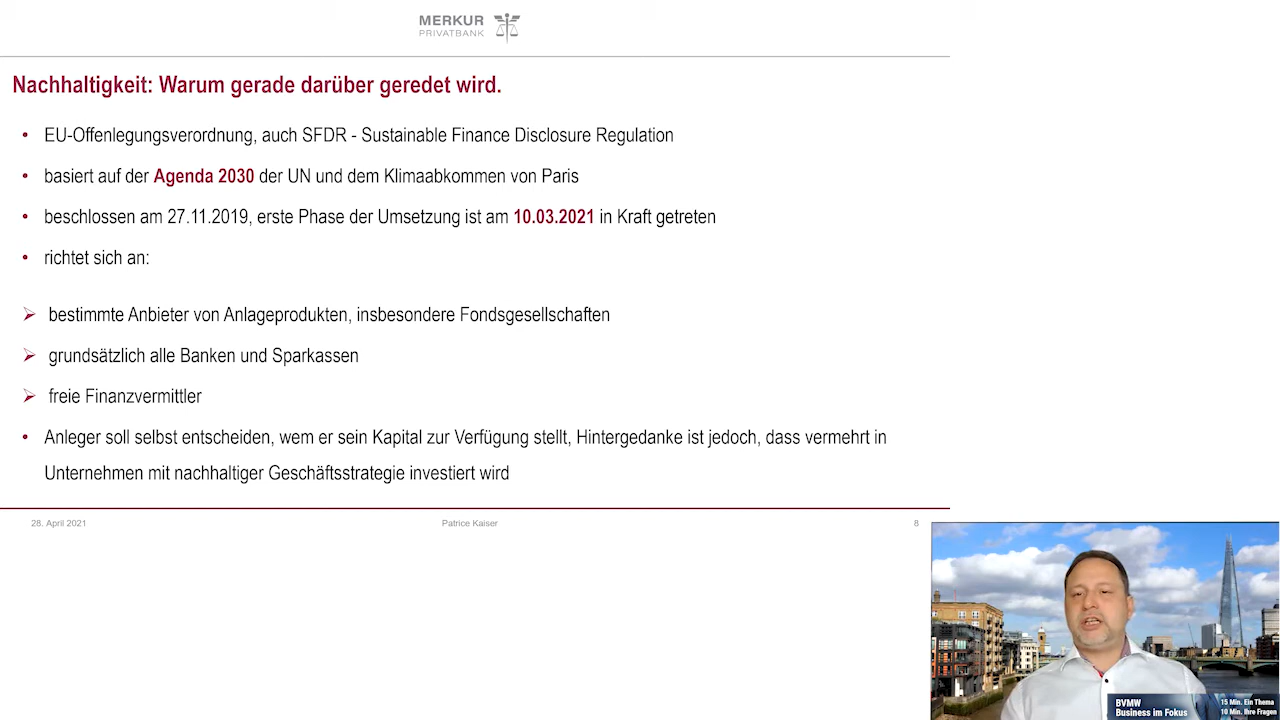 MERKUR
PRIVATBANK
Nachhaltigkeit: Warum gerade darüber geredet wird.
• EU-Offenlegungsverordnung, auch SFDR - Sustainable Finance Disclosure Regulation
• basiert auf der Agenda 2030 der UN und dem Klimaabkommen von Paris
• beschlossen am 27.11.2019, erste Phase der Umsetzung ist am 10.03.2021 in Kraft getreten
• richtet sich an:
➢ bestimmte Anbieter von Anlageprodukten, insbesondere Fondsgesellschaften
➢ grundsätzlich alle Banken und Sparkassen
➢ freie Finanzvermittler
• Anleger soll selbst entscheiden, wem er sein Kapital zur Verfügung stellt, Hintergedanke ist jedoch, dass vermehrt in
Unternehmen mit nachhaltiger Geschäftsstrategie investiert wird
28. April 2021
Patrice Kaiser
8
BVMW
Business im Fokus
15 Min. Ein Thema
10 Min. Ihre Fragen